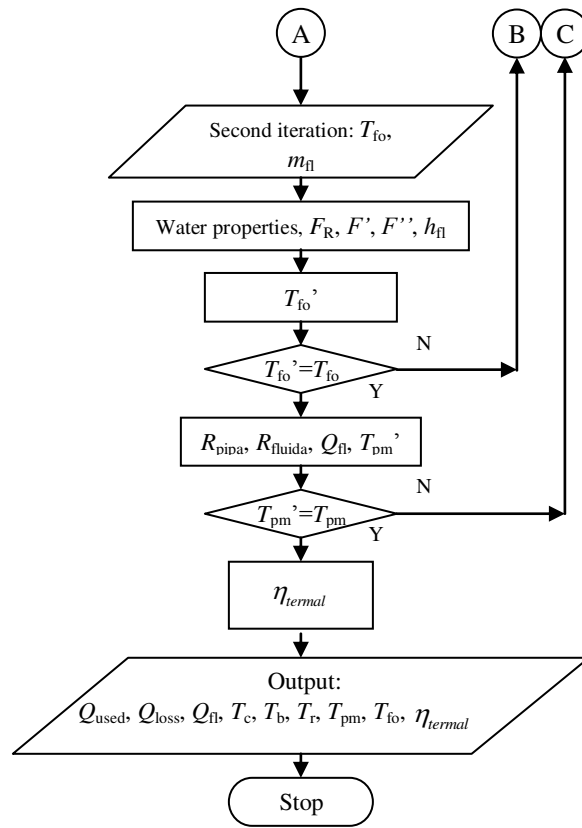 A
B
C
Second iteration: Tfo,
mfl
Water properties, FR, F', F'', hfl
Tfo'
N
Tfo'=Tfo
Y
Rpipa, Rfluida, Qfl, Tpm'
N
Tpm'=Tpm
Y
ηtermal
Output:
Qused, Qloss, Qfl, Tc, Tb, Tr, Tpm, Tfo, ηtermal
Stop